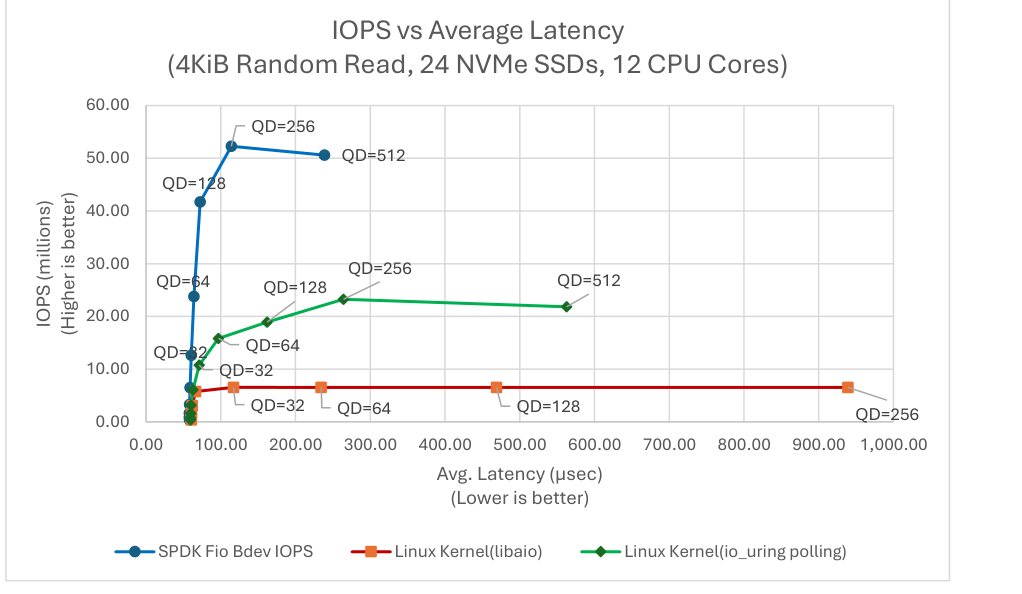 IOPS vs Average Latency
(4KiB Random Read, 24 NVMe SSDs, 12 CPU Cores)
60.00
50.00
40.00
30.00
20.00
10.00
0.00
IOPS (millions)
(Higher is better)
QD=256
QD=512
QD=128
QD=64
QD=32
QD=256
QD=128
QD=512
QD=64
QD=32
QD=32
QD=64
QD=128
QD=256
0.00
100.00
200.00
300.00
400.00
500.00
600.00
700.00
800.00
900.00
1,000.00
Avg. Latency (µsec)
(Lower is better)
SPDK Fio Bdev IOPS
Linux Kernel(libaio)
Linux Kernel(io_uring polling)